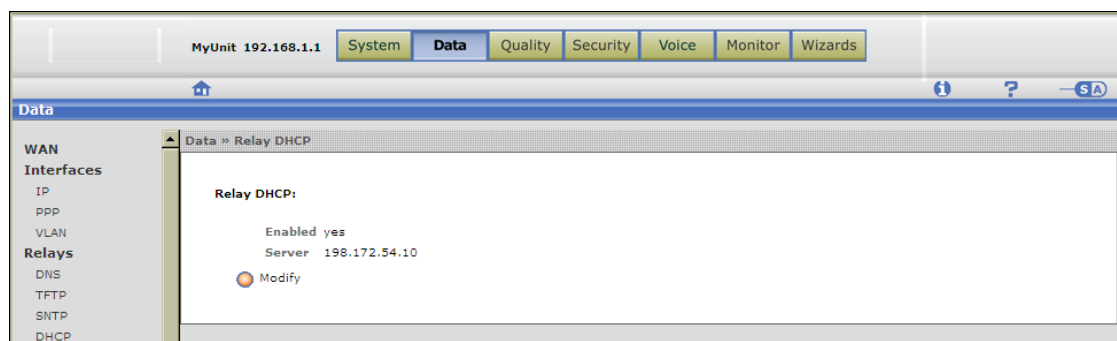 MyUnit 192.168.1.1 System Data Quality Security Voice Monitor Wizards
i ? S A
Data
WAN
Interfaces
IP
PPP
VLAN
Relays
DNS
TFTP
SNTP
DHCP
Data » Relay DHCP
Relay DHCP:
Enabled yes
Server 198.172.54.10
Modify